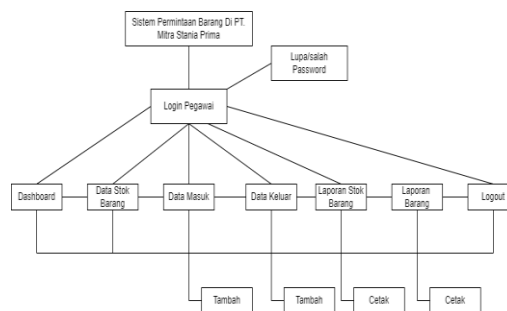 Sistem Permintaan Barang Di PT.
Mitra Stania Prima
Lupa/salah
Password
Login Pegawai
Dashboard
Data Stok
Barang
Data Masuk
Data Keluar
Laporan Stok
Barang
Laporan
Barang
Logout
Tambah
Tambah
Cetak
Cetak